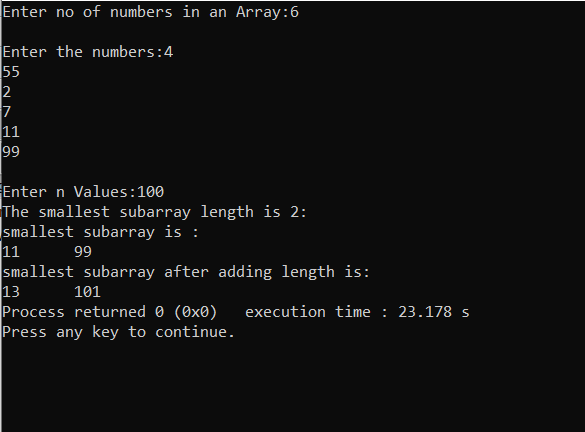 Enter no of numbers in an Array:6
Enter the numbers:4
55
2
7
11
99
Enter n Values:100
The smallest subarray length is 2:
smallest subarray is :
11 99
smallest subarray after adding length is:
13 101
Process returned 0 (0x0) execution time : 23.178 s
Press any key to continue.